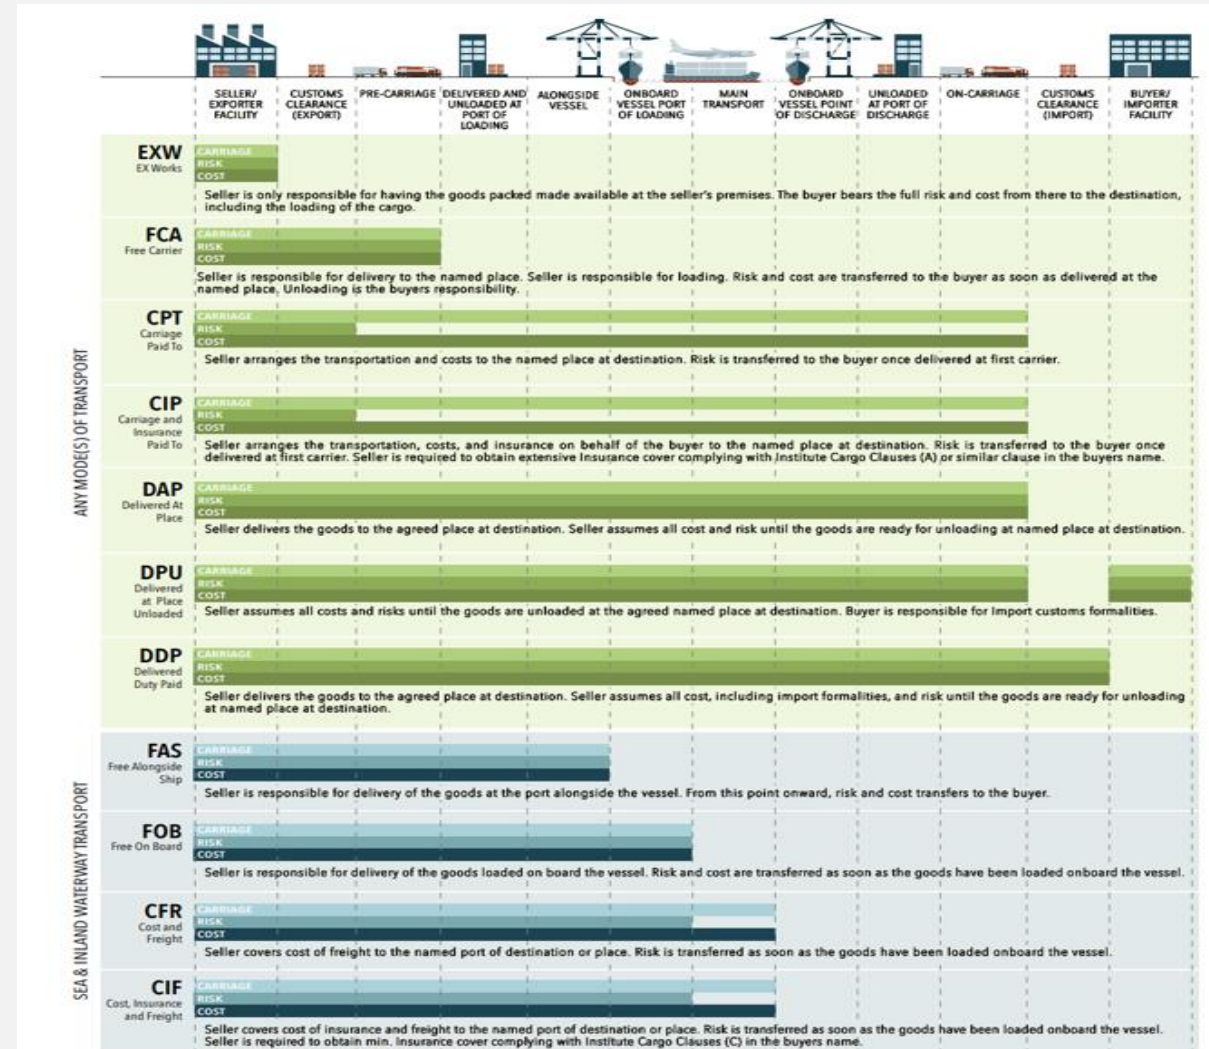 SELLER/
EXPORTER
FACILITY
CUSTOMS
CLEARANCE
(EXPORT)
PRE-CARRIAGE
DELIVERED AND
UNLOADED AT
PORT OF
LOADING
ALONGSIDE
VESSEL
ONBOARD
VESSEL PORT
OF LOADING
MAIN
TRANSPORT
ONBOARD
VESSEL POINT
OF DISCHARGE
UNLOADED
AT PORT OF
DISCHARGE
ON-CARRIAGE
CUSTOMS
CLEARANCE
(IMPORT)
BUYER/
IMPORTER
FACILITY
ANY MODE(S) OF TRANSPORT
EXW
EX Works
CARRIAGE
RISK
COST
Seller is only responsible for having the goods packed made available at the seller's premises. The buyer bears the full risk and cost from there to the destination,
including the loading of the cargo.
FCA
Free Carrier
CARRIAGE
RISK
COST
Seller is responsible for delivery to the named place. Seller is responsible for loading. Risk and cost are transferred to the buyer as soon as delivered at the
named place. Unloading is the buyers responsibility.
CPT
Carriage
Paid To
CARRIAGE
RISK
COST
Seller arranges the transportation and costs to the named place at destination. Risk is transferred to the buyer once delivered at first carrier.
CIP
Carriage and
Insurance
Paid To
CARRIAGE
RISK
COST
Seller arranges the transportation, costs, and insurance on behalf of the buyer to the named place at destination. Risk is transferred to the buyer once
delivered at first carrier. Seller is required to obtain extensive Insurance cover complying with Institute Cargo Clauses (A) or similar clause in the buyers name.
DAP
Delivered At
Place
CARRIAGE
RISK
COST
Seller delivers the goods to the agreed place at destination. Seller assumes all cost and risk until the goods are ready for unloading at named place at destination.
DPU
Delivered
at Place
Unloaded
CARRIAGE
RISK
COST
Seller assumes all costs and risks until the goods are unloaded at the agreed named place at destination. Buyer is responsible for Import customs formalities.
DDP
Delivered
Duty Paid
CARRIAGE
RISK
COST
Seller delivers the goods to the agreed place at destination. Seller assumes all cost, including import formalities, and risk until the goods are ready for unloading
at named place at destination.
SEA & INLAND WATERWAY TRANSPORT
FAS
Free Alongside
Ship
CARRIAGE
RISK
COST
Seller is responsible for delivery of the goods at the port alongside the vessel. From this point onward, risk and cost transfers to the buyer.
FOB
Free On Board
CARRIAGE
RISK
COST
Seller is responsible for delivery of the goods loaded on board the vessel. Risk and cost are transferred as soon as the goods have been loaded onboard the vessel.
CFR
Cost and
Freight
CARRIAGE
RISK
COST
Seller covers cost of freight to the named port of destination or place. Risk is transferred as soon as the goods have been loaded onboard the vessel.
CIF
Cost, Insurance
and Freight
CARRIAGE
RISK
COST
Seller covers cost of insurance and freight to the named port of destination or place. Risk is transferred as soon as the goods have been loaded onboard the vessel.
Seller is required to obtain min. Insurance cover complying with Institute Cargo Clauses (C) in the buyers name.